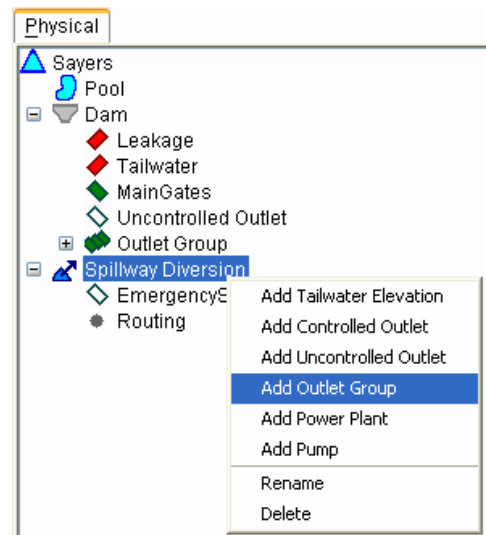 Physical
Sayers
Pool
Dam
Leakage
Tailwater
MainGates
Uncontrolled Outlet
Outlet Group
Spillway Diversion
EmergencyS
Routing
Add Tailwater Elevation
Add Controlled Outlet
Add Uncontrolled Outlet
Add Outlet Group
Add Power Plant
Add Pump
Rename
Delete